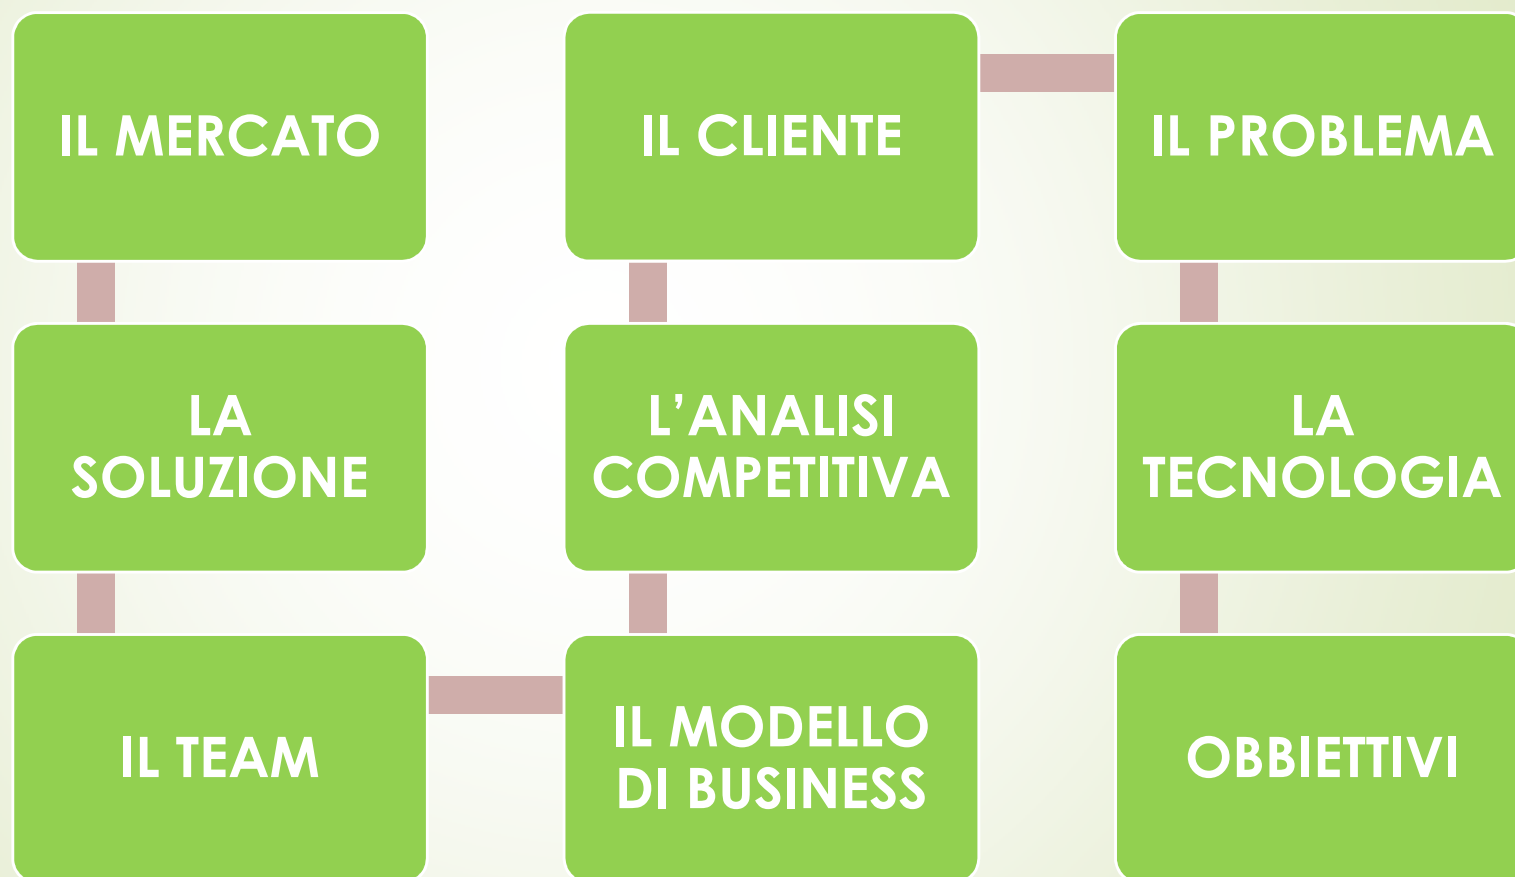 IL MERCATO
LA
SOLUZIONE
IL TEAM
IL MODELLO
DI BUSINESS
L’ANALISI
COMPETITIVA
IL CLIENTE
IL PROBLEMA
LA
TECNOLOGIA
OBBIETTIVI